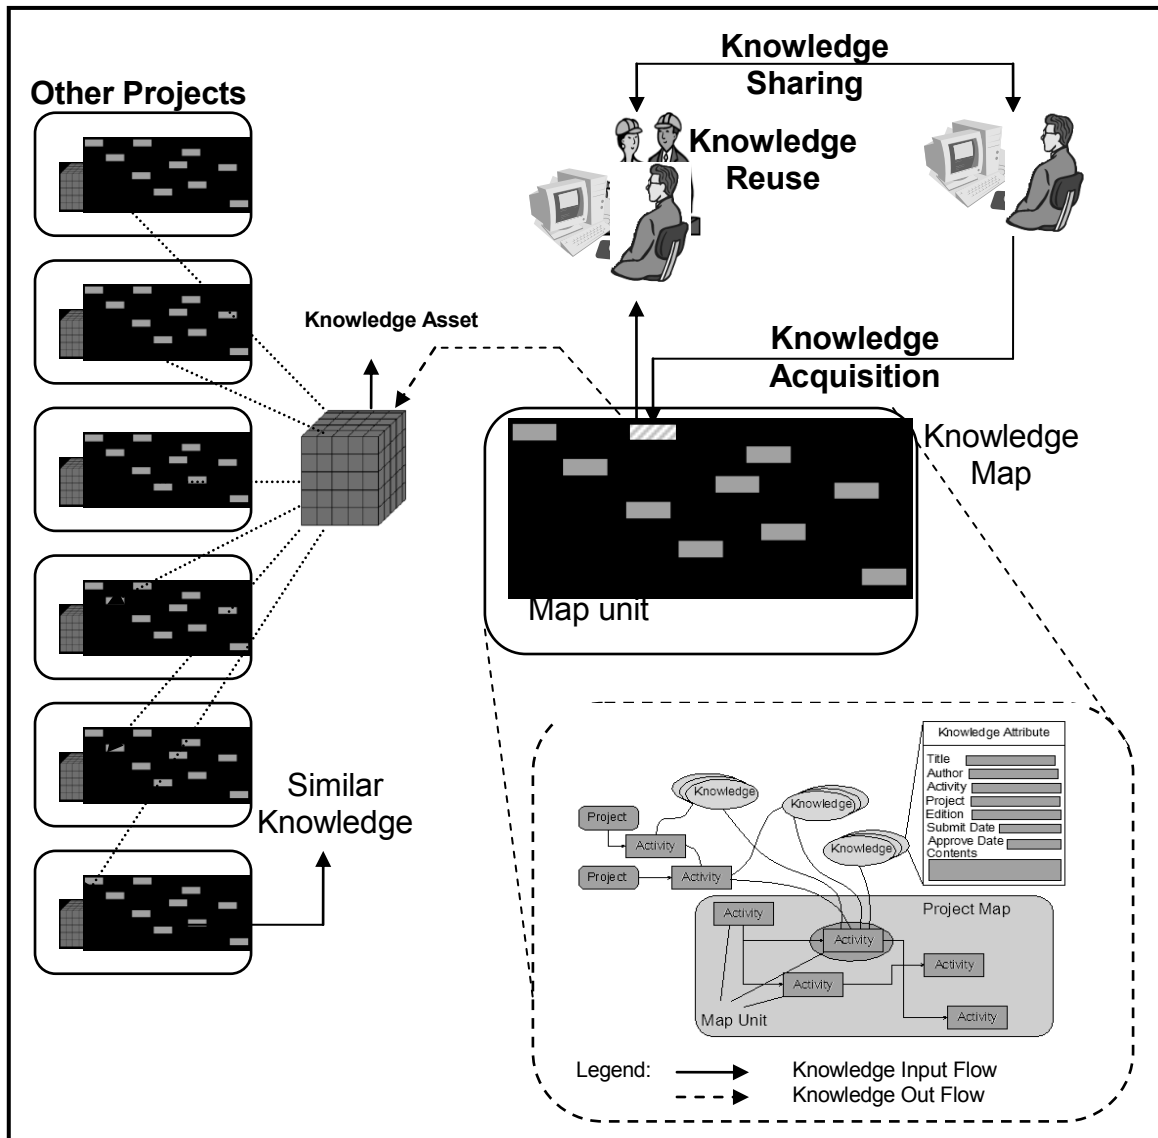 Knowledge
Sharing
Other Projects
Knowledge
Reuse
Knowledge Asset
Knowledge
Acquisition
Knowledge
Map
Map unit
Similar
Knowledge
Knowledge Attribute
Title
Author
Activity
Project
Edition
Submit Date
Approve Date
Contents
Knowledge
Knowledge
Knowledge
Project
Activity
Project
Activity
Project Map
Activity
Activity
Activity
Activity
Activity
Map Unit
Legend:
Knowledge Input Flow
Knowledge Out Flow